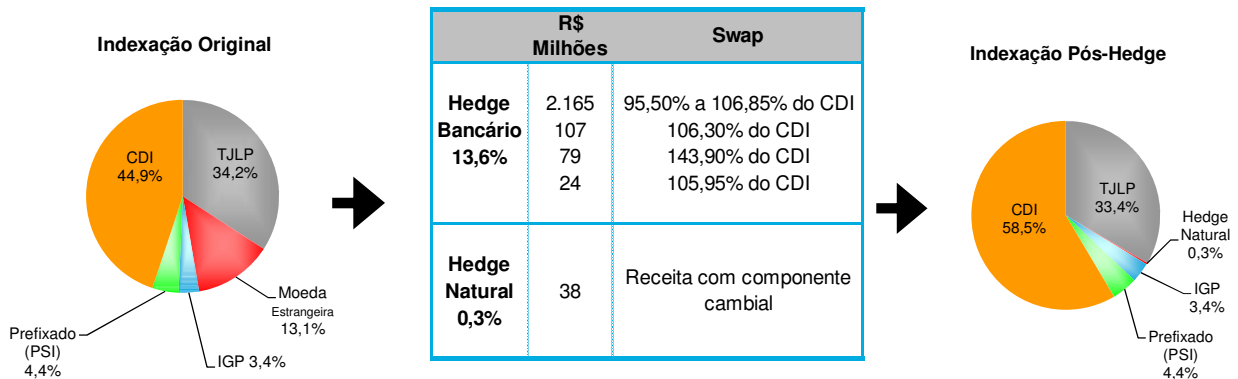 Indexação Original
CDI
44,9%
TJLP
34,2%
Moeda
Estrangeira
13,1%
IGP 3,4%
Prefixado
(PSI)
4,4%
R$
Milhões
Swap
Hedge
Bancário
13,6%
2.165 95,50% a 106,85% do CDI
107 106,30% do CDI
79 143,90% do CDI
24 105,95% do CDI
Hedge
Natural
0,3%
38
Receita com componente
cambial
Indexação Pós-Hedge
CDI
58,5%
TJLP
33,4%
Hedge
Natural
0,3%
IGP
3,4%
Prefixado
(PSI)
4,4%